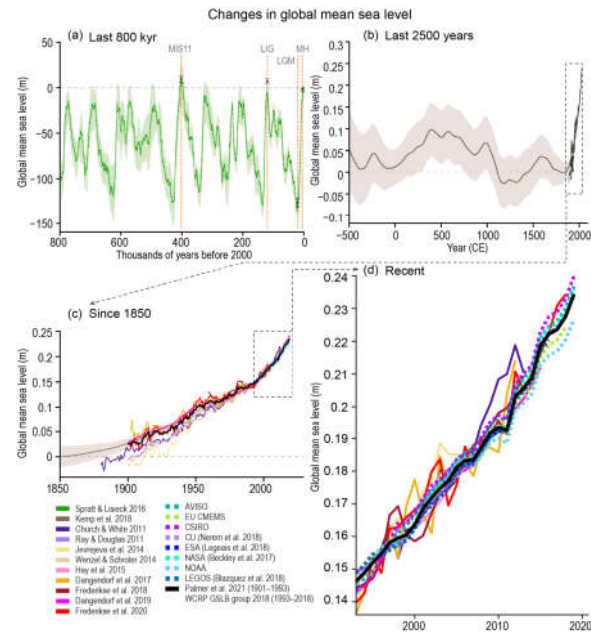 Changes in global mean sea level
(a) Last 800 kyr
MIS11
LIG
LGM
MH
Global mean sea level (m)
50
0
−50
−100
−150
800
600
400
200
0
Thousands of years before 2000
(b) Last 2500 years
Global mean sea level (m)
0.3
0.25
0.2
0.15
0.1
0.05
0
−0.05
−0.1
-500
0
500
1000
1500
2000
Year (CE)
(c) Since 1850
Global mean sea level (m)
0.25
0.20
0.15
0.1
0.05
0
1850
1900
1950
2000
(d) Recent
Global mean sea level (m)
0.24
0.23
0.22
0.21
0.20
0.19
0.18
0.17
0.16
0.15
0.14
2000
2010
2020
Spratt & Lisieck 2016
Kemp et al. 2018
Church & White 2011
Ray & Douglas 2011
Jevrejeva et al. 2014
Wenzel & Schroter 2014
Hay et al. 2015
Dangendorf et al. 2017
Frederikse et al. 2018
Dangendorf et al. 2019
Frederikse et al. 2020
AVISO
EU CMEMS
CSIRO
CU (Nerem et al. 2018)
ESA (Legeais et al. 2018)
NASA (Beckley et al. 2017)
NOAA
LEGOS (Blazquez et al. 2018)
Palmer et al. 2021 (1901–1993)
WCRP GSLB group 2018 (1993–2018)